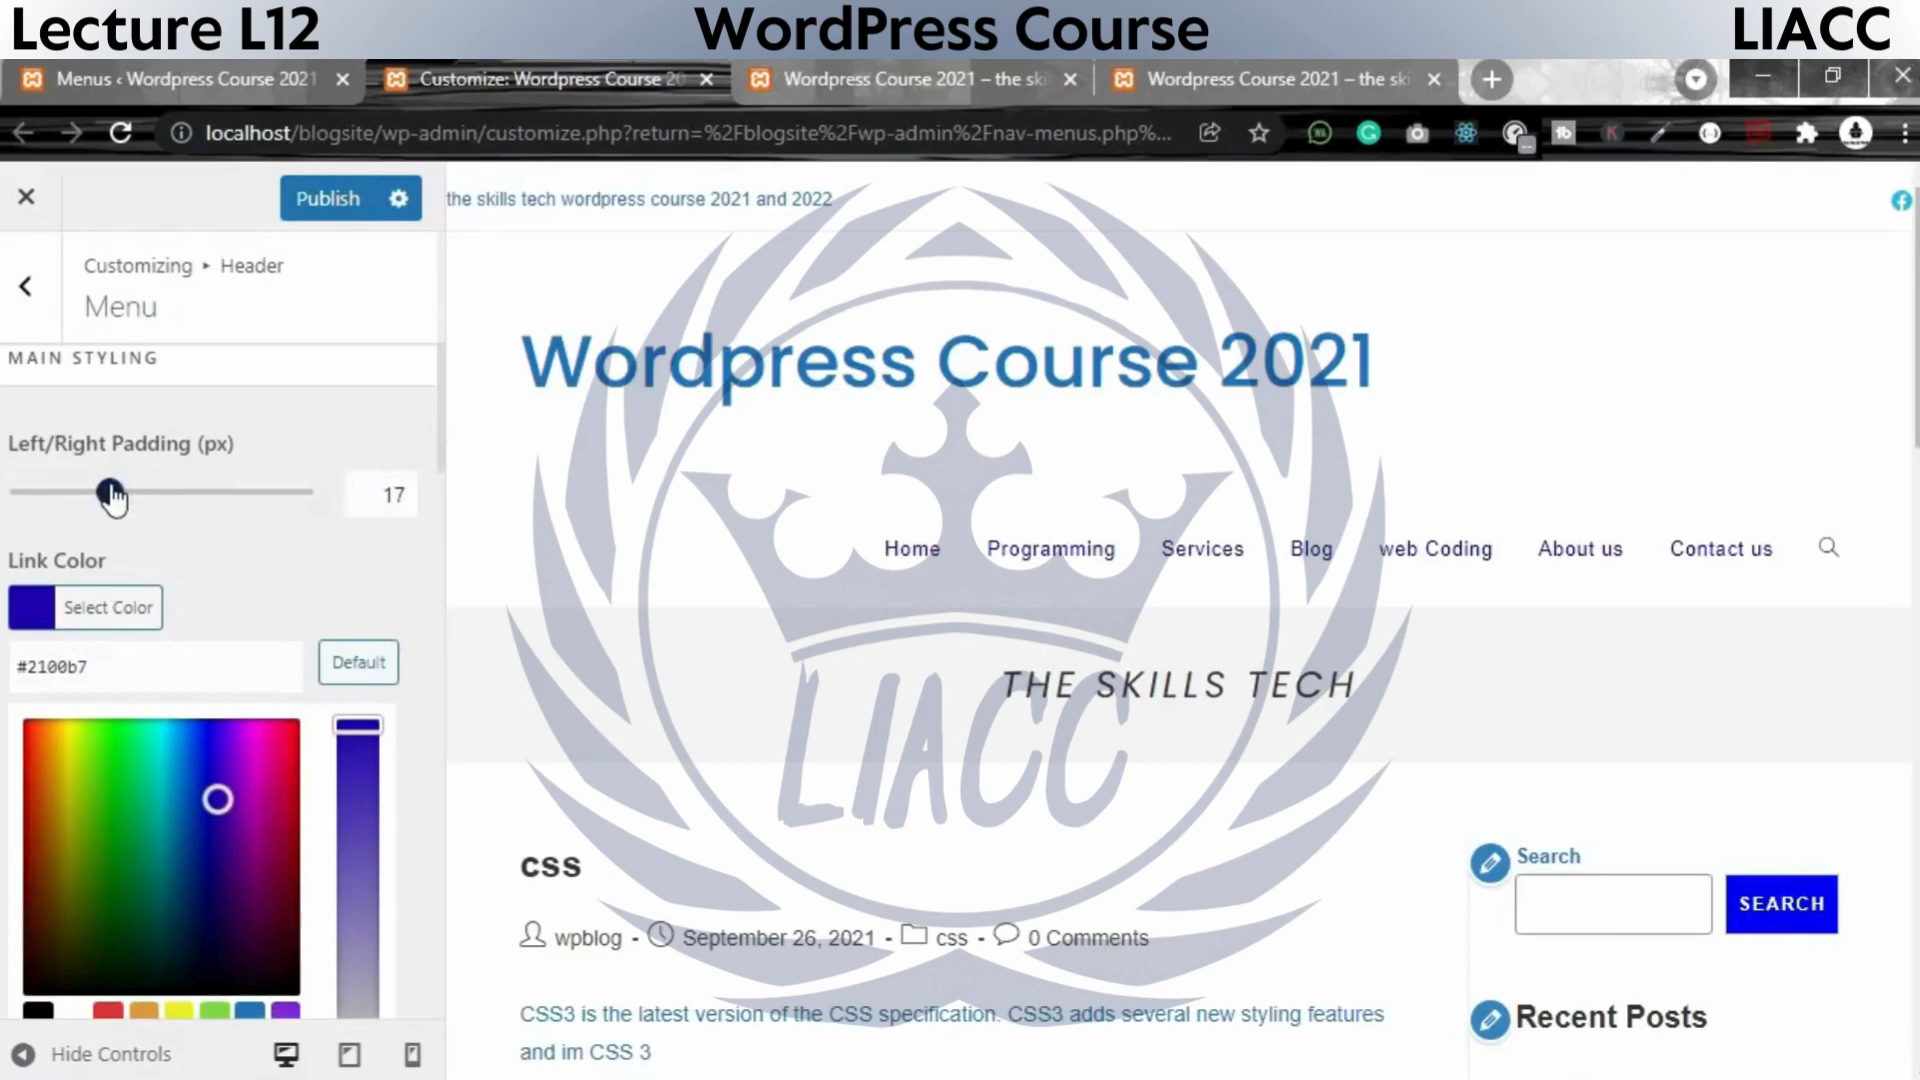 Lecture L12 WordPress Course LIACC
Menus ‹ Wordpress Course 2021 Customize: Wordpress Course 20 Wordpress Course 2021 – the ski Wordpress Course 2021 – the ski
localhost/blogsite/wp-admin/customize.php?return=%2Fblogsite%2Fwp-admin%2Fnav-menus.php%...
Publish
the skills tech wordpress course 2021 and 2022
Customizing ▸ Header
Menu
MAIN STYLING
Left/Right Padding (px)
17
Link Color
Select Color
#2100b7
Default
Hide Controls
Wordpress Course 2021
Home Programming Services Blog web Coding About us Contact us
THE SKILLS TECH
LIACC
css
wpblog - September 26, 2021 - css - 0 Comments
CSS3 is the latest version of the CSS specification. CSS3 adds several new styling features
and im CSS 3
Search
SEARCH
Recent Posts